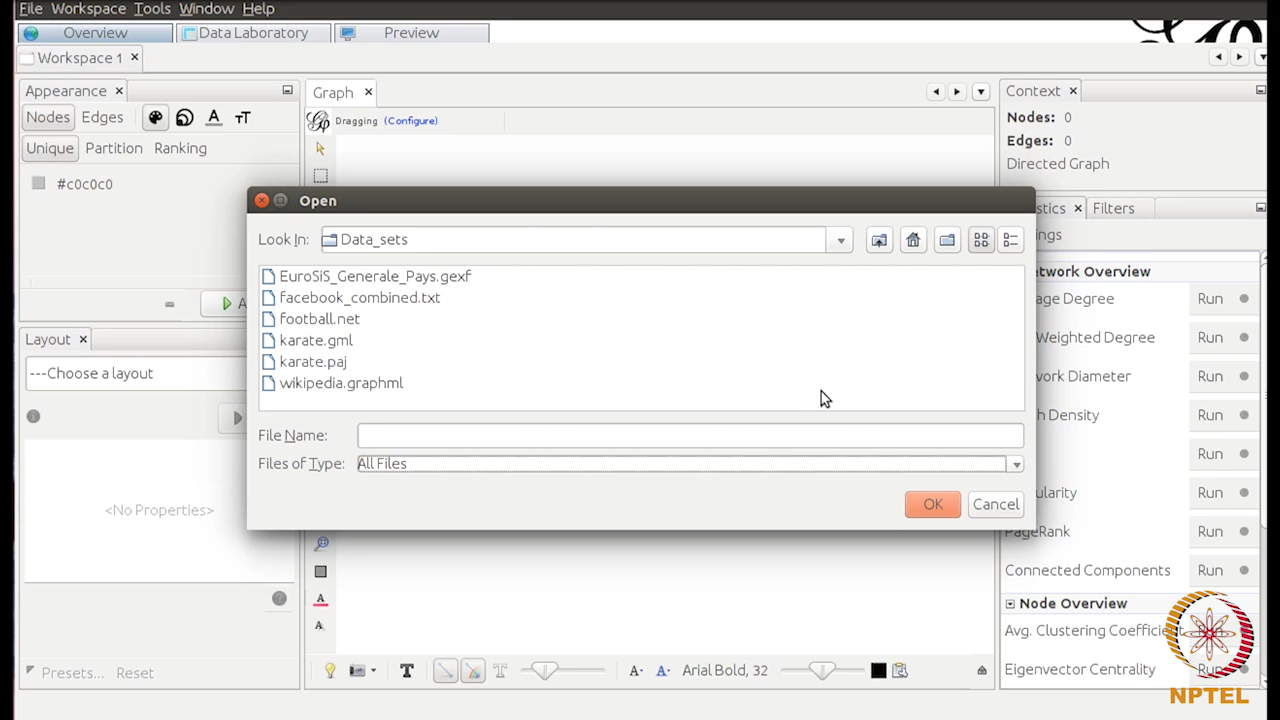 File Workspace Tools Window Help
Overview Data Laboratory Preview
Workspace 1
Appearance Graph Context
Nodes Edges Dragging (Configure) Nodes: 0
Edges: 0
Unique Partition Ranking Directed Graph
#c0c0c0
Open
Filters
Look In: Data_sets
EuroSiS_Generale_Pays.gexf
facebook_combined.txt
football.net
karate.gml
karate.paj
wikipedia.graphml
File Name:
Files of Type: All Files
OK Cancel
Layout
---Choose a layout
<No Properties>
Presets... Reset
Arial Bold, 32
Degree Run
Weighted Degree Run
Diameter Run
Density Run
Run
Run
PageRank Run
Connected Components Run
Node Overview
Avg. Clustering Coefficient
Eigenvector Centrality Run
NPTEL